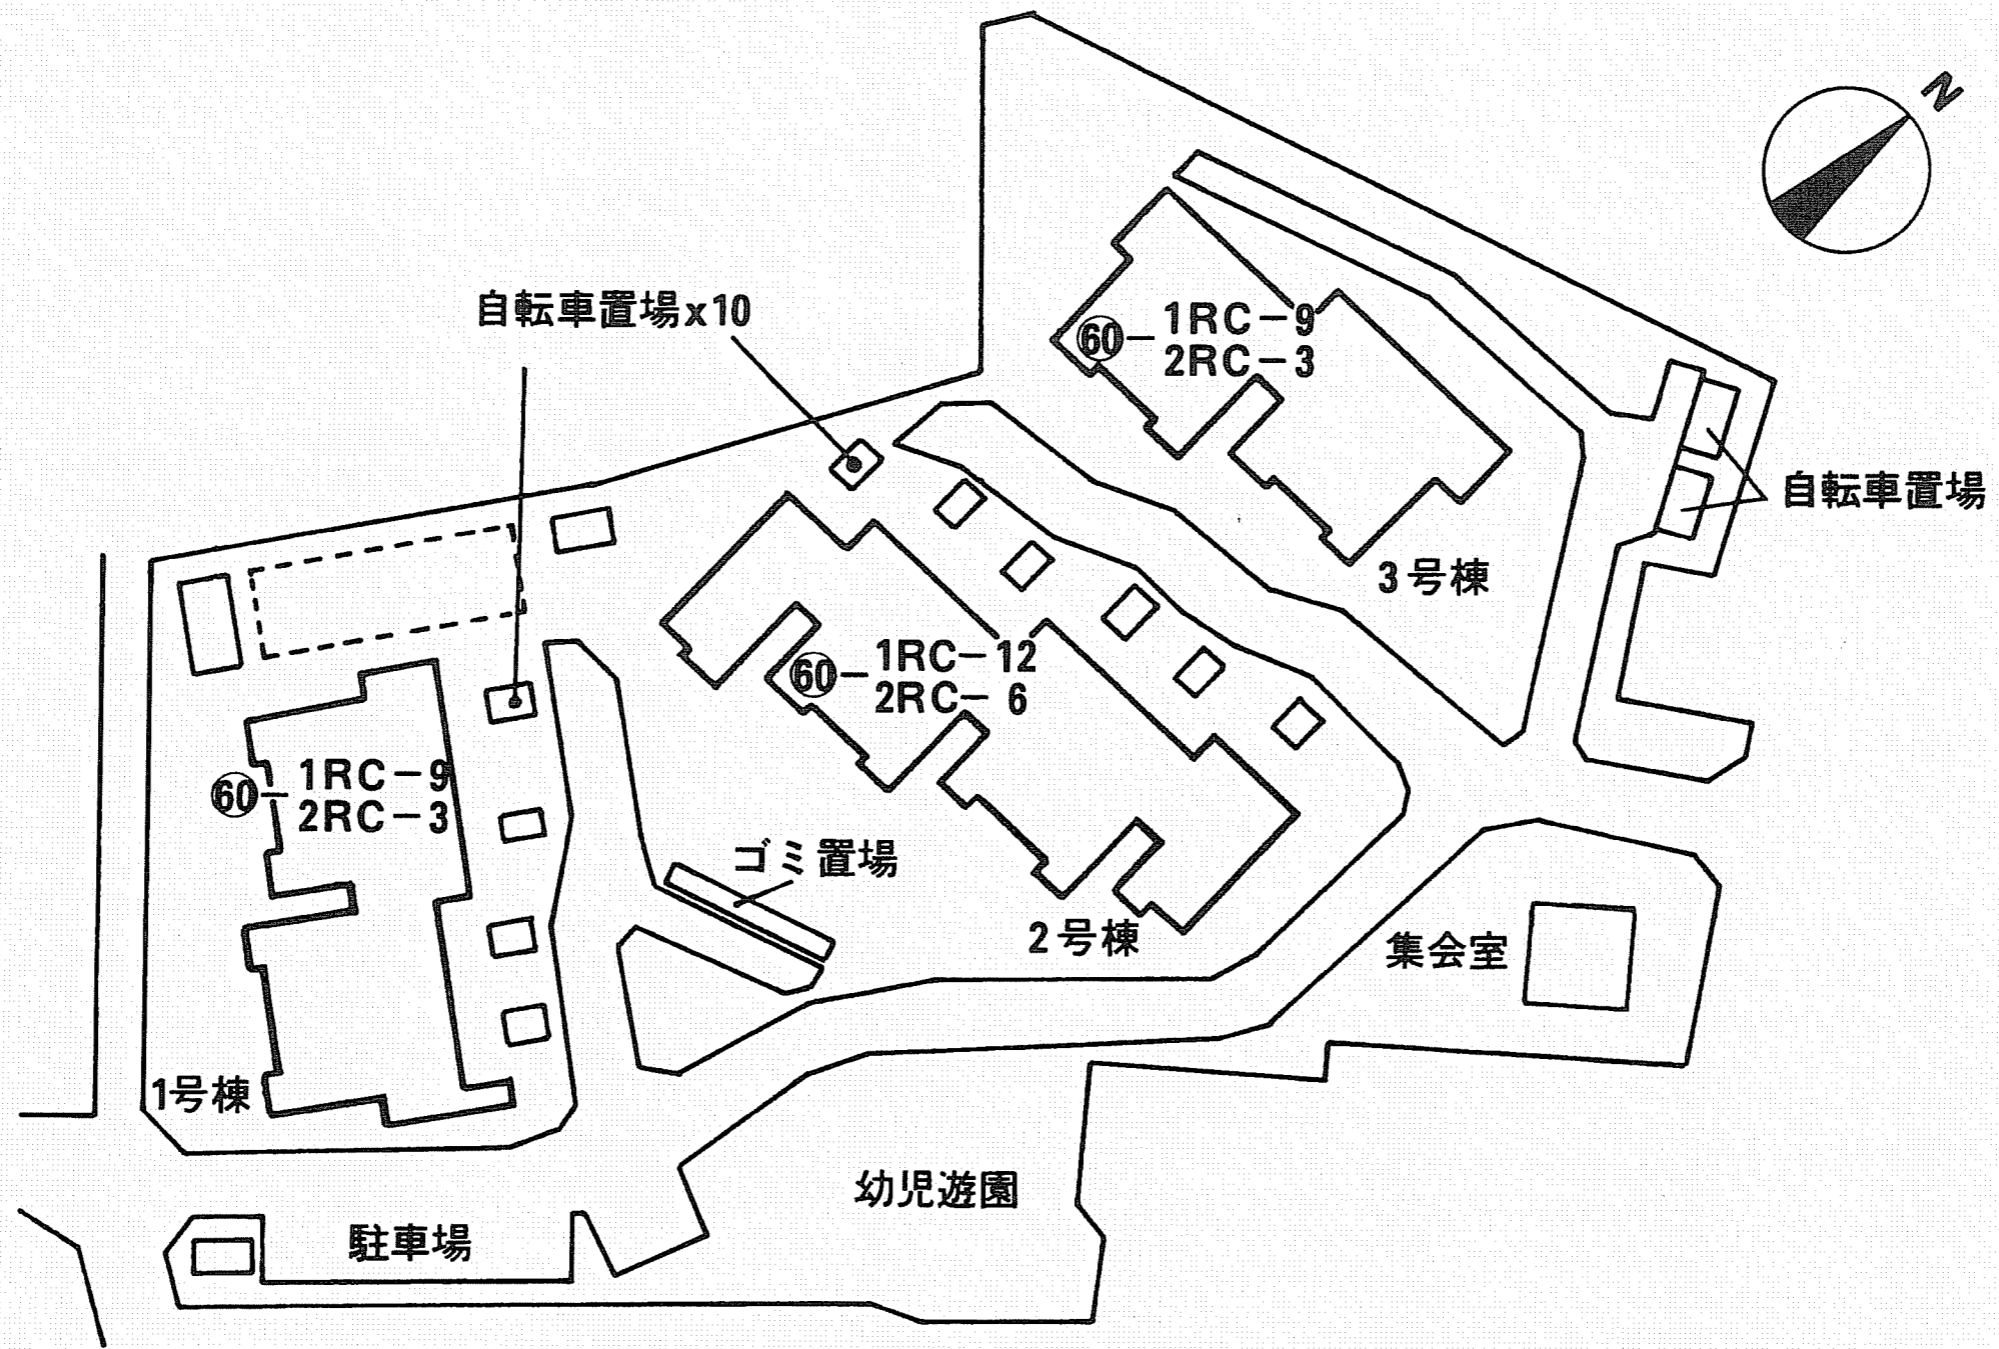 N
自転車置場x10
60
1RC-9
2RC-3
自転車置場
3号棟
60
1RC-12
2RC-6
60
1RC-9
2RC-3
ゴミ置場
2号棟
集会室
1号棟
幼児遊園
駐車場